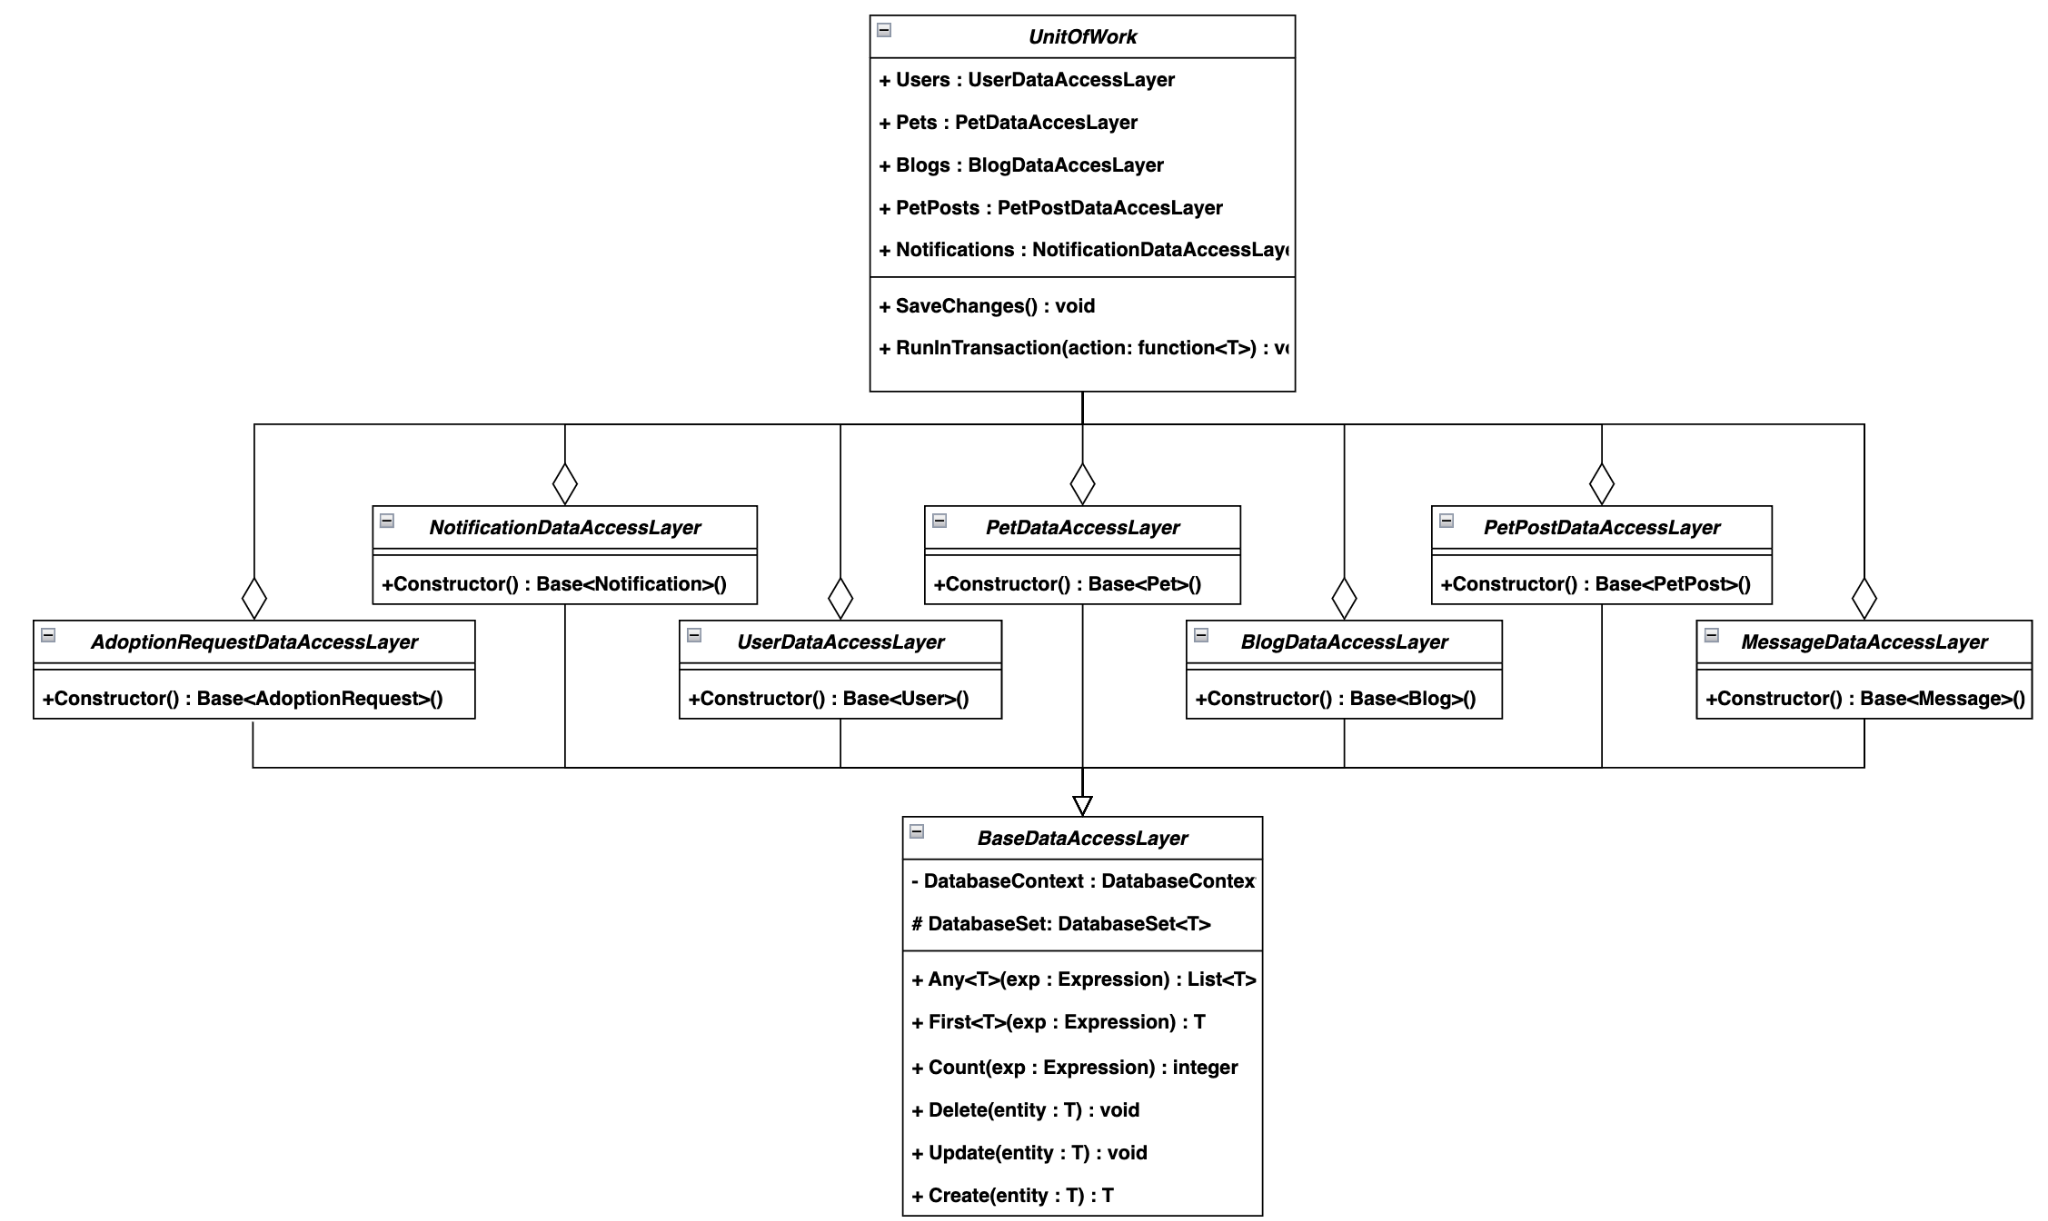 UnitOfWork
+ Users : UserDataAccessLayer
+ Pets : PetDataAccesLayer
+ Blogs : BlogDataAccesLayer
+ PetPosts : PetPostDataAccesLayer
+ Notifications : NotificationDataAccessLay
+ SaveChanges() : void
+ RunInTransaction(action: function<T>) : v
NotificationDataAccessLayer
+Constructor() : Base<Notification>()
PetDataAccessLayer
+Constructor() : Base<Pet>()
PetPostDataAccessLayer
+Constructor() : Base<PetPost>()
AdoptionRequestDataAccessLayer
+Constructor() : Base<AdoptionRequest>()
UserDataAccessLayer
+Constructor() : Base<User>()
BlogDataAccessLayer
+Constructor() : Base<Blog>()
MessageDataAccessLayer
+Constructor() : Base<Message>()
BaseDataAccessLayer
- DatabaseContext : DatabaseContex
# DatabaseSet: DatabaseSet<T>
+ Any<T>(exp : Expression) : List<T>
+ First<T>(exp : Expression) : T
+ Count(exp : Expression) : integer
+ Delete(entity : T) : void
+ Update(entity : T) : void
+ Create(entity : T) : T